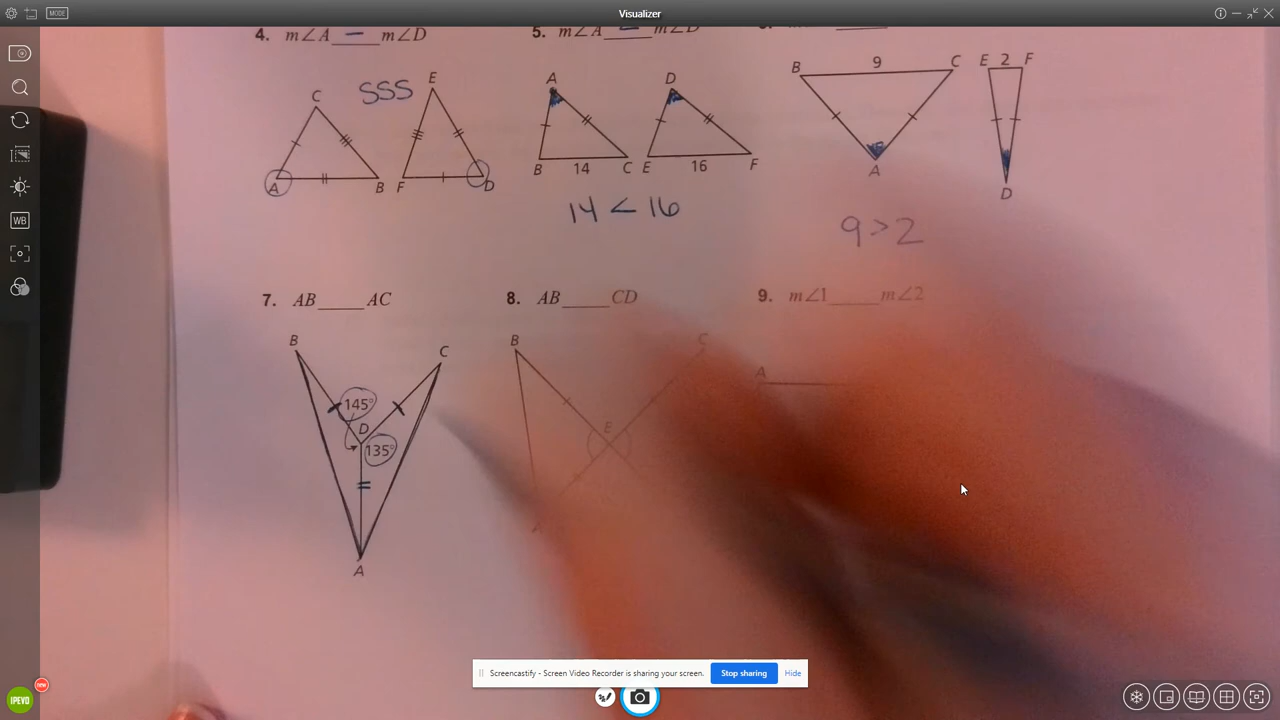 MODE
Visualizer
4. m∠A = m∠D
5. m∠A m∠D
SSS
C
A B
E
F D
A
B 14 C
D
E 16 F
B 9 C
A
E 2 F
D
14 < 16
9 > 2
7. AB ____ AC
8. AB ____ CD
9. m∠1 ____ m∠2
B
C
145°
D
135°
A
B
C
E
A
WB
Screencastify - Screen Video Recorder is sharing your screen.
Stop sharing
Hide
new
IPEVO